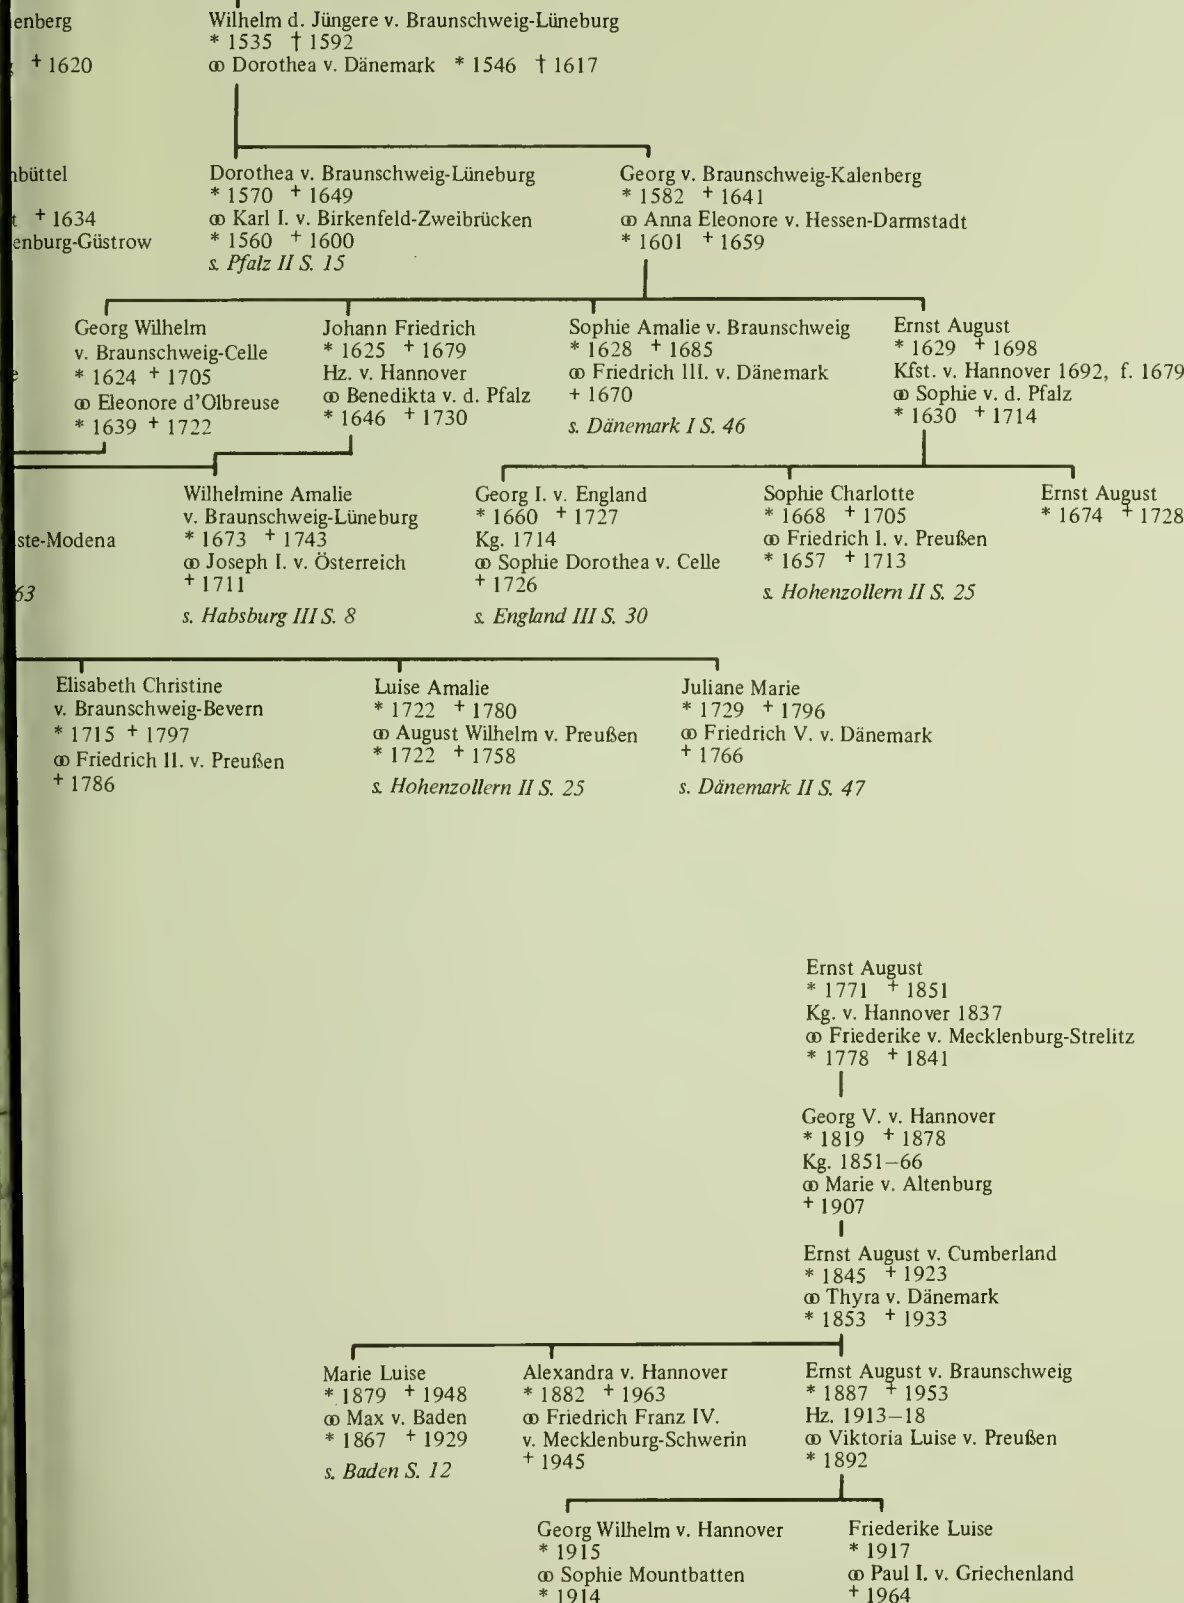 enberg
+ 1620
Wilhelm d. Jüngere v. Braunschweig-Lüneburg
* 1535 † 1592
⚭ Dorothea v. Dänemark * 1546 † 1617
büttel
+ 1634
enburg-Güstrow
Dorothea v. Braunschweig-Lüneburg
* 1570 + 1649
⚭ Karl I. v. Birkenfeld-Zweibrücken
* 1560 + 1600
s. Pfalz II S. 15
Georg v. Braunschweig-Kalenberg
* 1582 + 1641
⚭ Anna Eleonore v. Hessen-Darmstadt
* 1601 + 1659
Georg Wilhelm
v. Braunschweig-Celle
* 1624 + 1705
⚭ Eleonore d'Olbreuse
* 1639 + 1722
Johann Friedrich
* 1625 + 1679
Hz. v. Hannover
⚭ Benedikta v. d. Pfalz
* 1646 + 1730
Sophie Amalie v. Braunschweig
* 1628 + 1685
⚭ Friedrich III. v. Dänemark
+ 1670
s. Dänemark I S. 46
Ernst August
* 1629 + 1698
Kfst. v. Hannover 1692, f. 1679
⚭ Sophie v. d. Pfalz
* 1630 + 1714
ste-Modena
63
Wilhelmine Amalie
v. Braunschweig-Lüneburg
* 1673 + 1743
⚭ Joseph I. v. Österreich
+ 1711
s. Habsburg III S. 8
Georg I. v. England
* 1660 + 1727
Kg. 1714
⚭ Sophie Dorothea v. Celle
+ 1726
s. England III S. 30
Sophie Charlotte
* 1668 + 1705
⚭ Friedrich I. v. Preußen
* 1657 + 1713
s. Hohenzollern II S. 25
Ernst August
* 1674 + 1728
Elisabeth Christine
v. Braunschweig-Bevern
* 1715 + 1797
⚭ Friedrich II. v. Preußen
+ 1786
Luise Amalie
* 1722 + 1780
⚭ August Wilhelm v. Preußen
* 1722 + 1758
s. Hohenzollern II S. 25
Juliane Marie
* 1729 + 1796
⚭ Friedrich V. v. Dänemark
+ 1766
s. Dänemark II S. 47
Ernst August
* 1771 + 1851
Kg. v. Hannover 1837
⚭ Friederike v. Mecklenburg-Strelitz
* 1778 + 1841
Georg V. v. Hannover
* 1819 + 1878
Kg. 1851–66
⚭ Marie v. Altenburg
+ 1907
Ernst August v. Cumberland
* 1845 + 1923
⚭ Thyra v. Dänemark
* 1853 + 1933
Marie Luise
* 1879 + 1948
⚭ Max v. Baden
* 1867 + 1929
s. Baden S. 12
Alexandra v. Hannover
* 1882 + 1963
⚭ Friedrich Franz IV.
v. Mecklenburg-Schwerin
+ 1945
Ernst August v. Braunschweig
* 1887 + 1953
Hz. 1913–18
⚭ Viktoria Luise v. Preußen
* 1892
Georg Wilhelm v. Hannover
* 1915
⚭ Sophie Mountbatten
* 1914
Friederike Luise
* 1917
⚭ Paul I. v. Griechenland
+ 1964